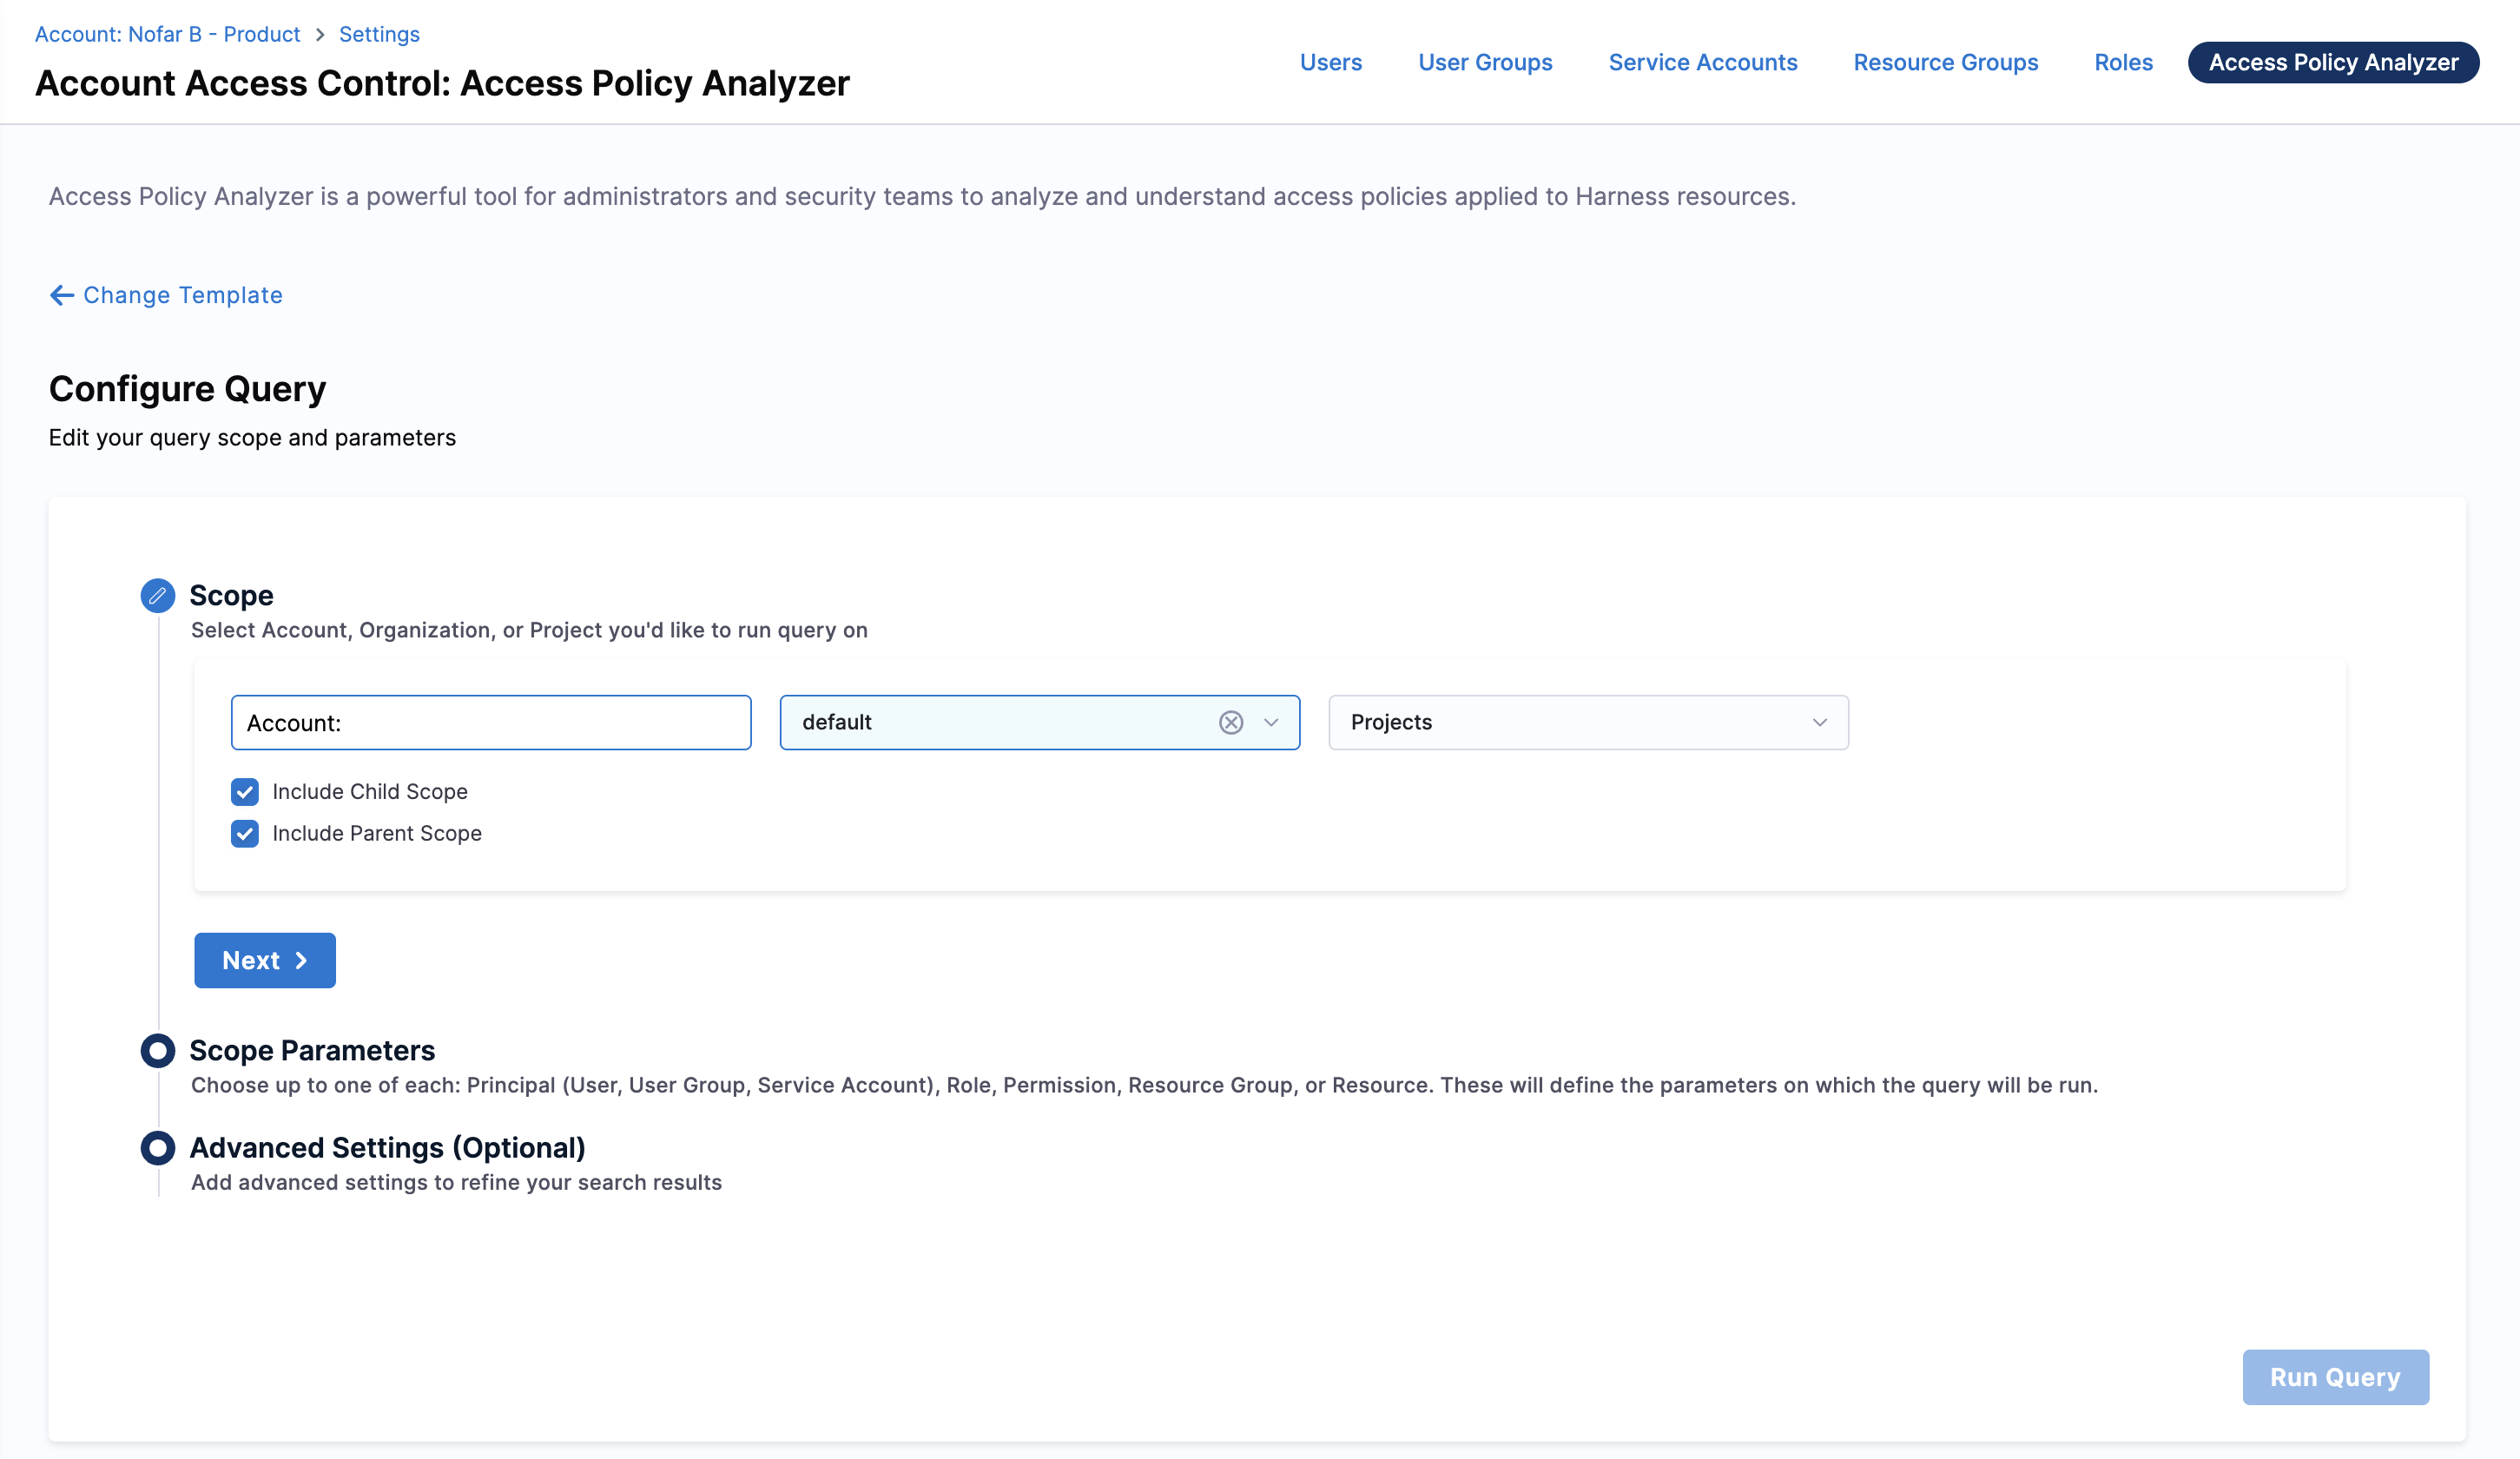 Account: Nofar B - Product > Settings
Account Access Control: Access Policy Analyzer
Users User Groups Service Accounts Resource Groups Roles Access Policy Analyzer
Access Policy Analyzer is a powerful tool for administrators and security teams to analyze and understand access policies applied to Harness resources.
Change Template
Configure Query
Edit your query scope and parameters
Scope
Select Account, Organization, or Project you'd like to run query on
Account: default Projects
Include Child Scope
Include Parent Scope
Next
Scope Parameters
Choose up to one of each: Principal (User, User Group, Service Account), Role, Permission, Resource Group, or Resource. These will define the parameters on which the query will be run.
Advanced Settings (Optional)
Add advanced settings to refine your search results
Run Query